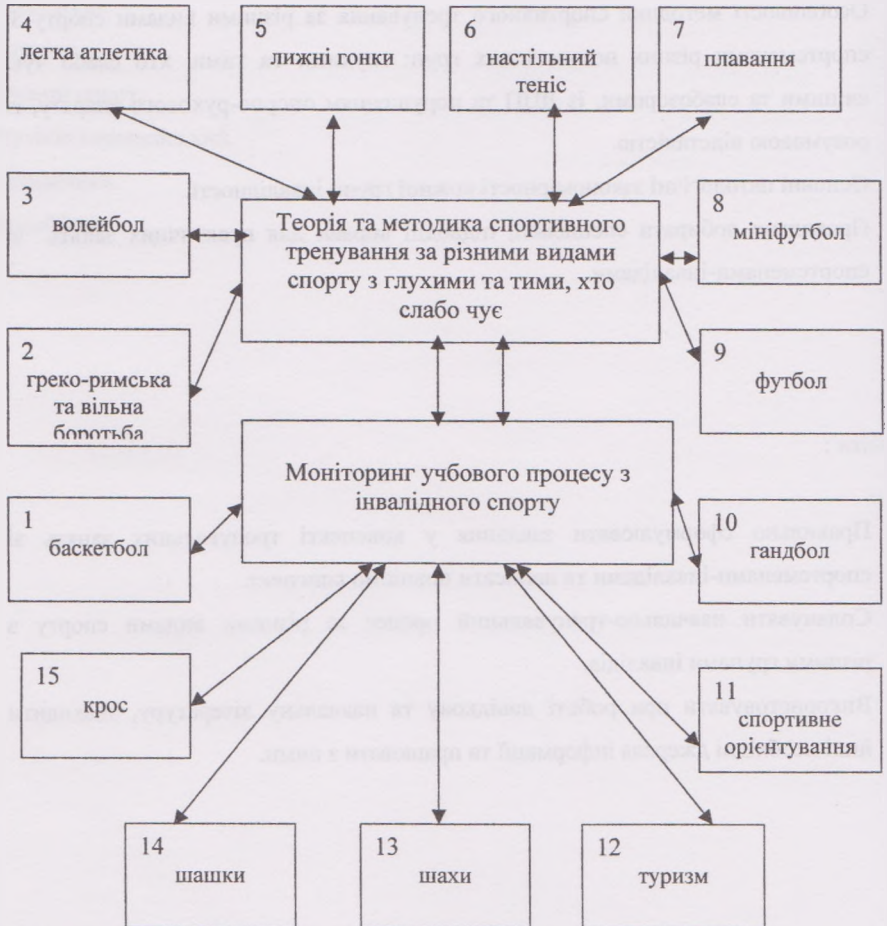 4
легка атлетика
5
лижні гонки
6
настільний
теніс
7
плавання
3
волейбол
Теорія та методика спортивного
тренування за різними видами
спорту з глухими та тими, хто
слабо чує
8
мініфутбол
2
греко-римська
та вільна
боротьба
9
футбол
Моніторинг учбового процесу з
інвалідного спорту
1
баскетбол
10
гандбол
15
крос
11
спортивне
орієнтування
14
шашки
13
шахи
12
туризм